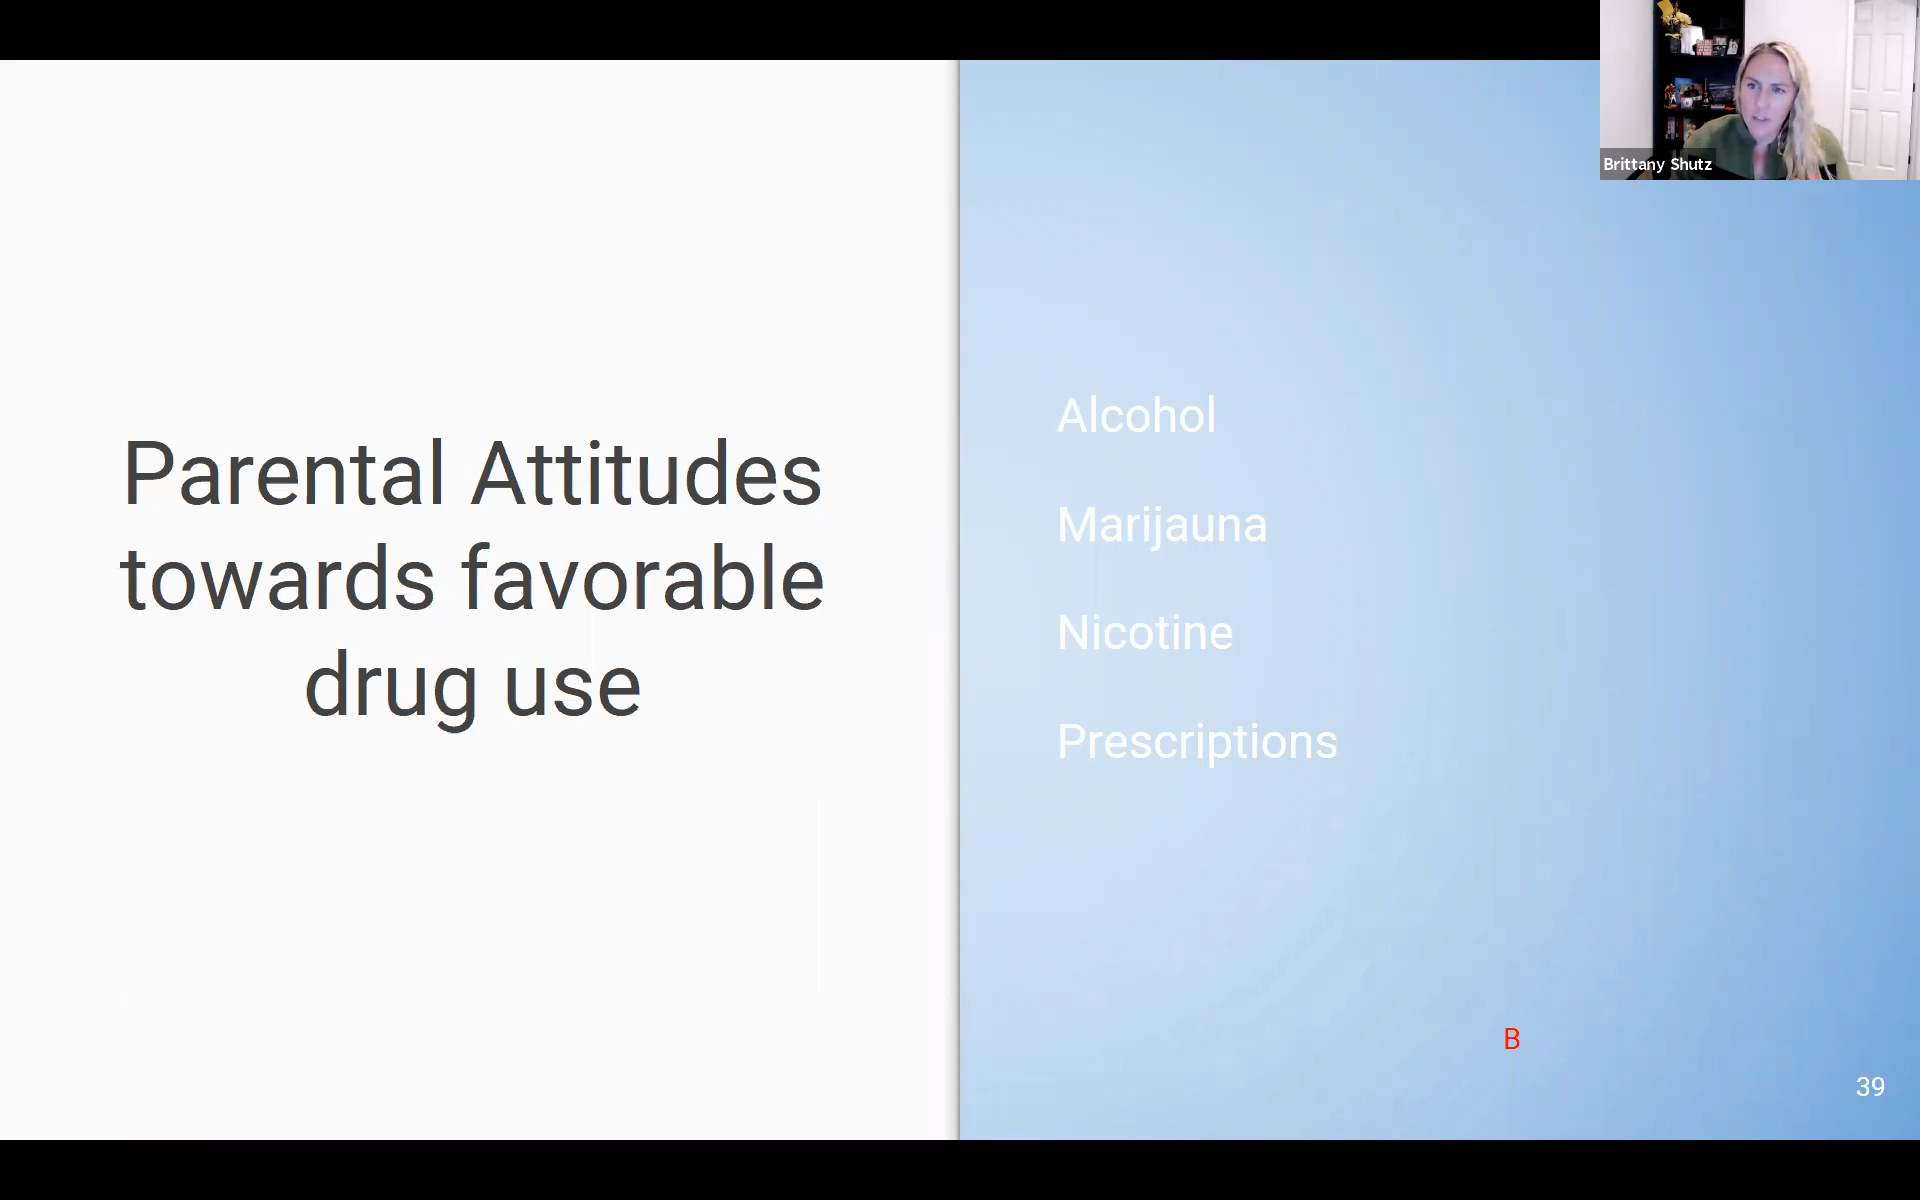 Brittany Shutz
Parental Attitudes
towards favorable
drug use
Alcohol
Marijauna
Nicotine
Prescriptions
B
39